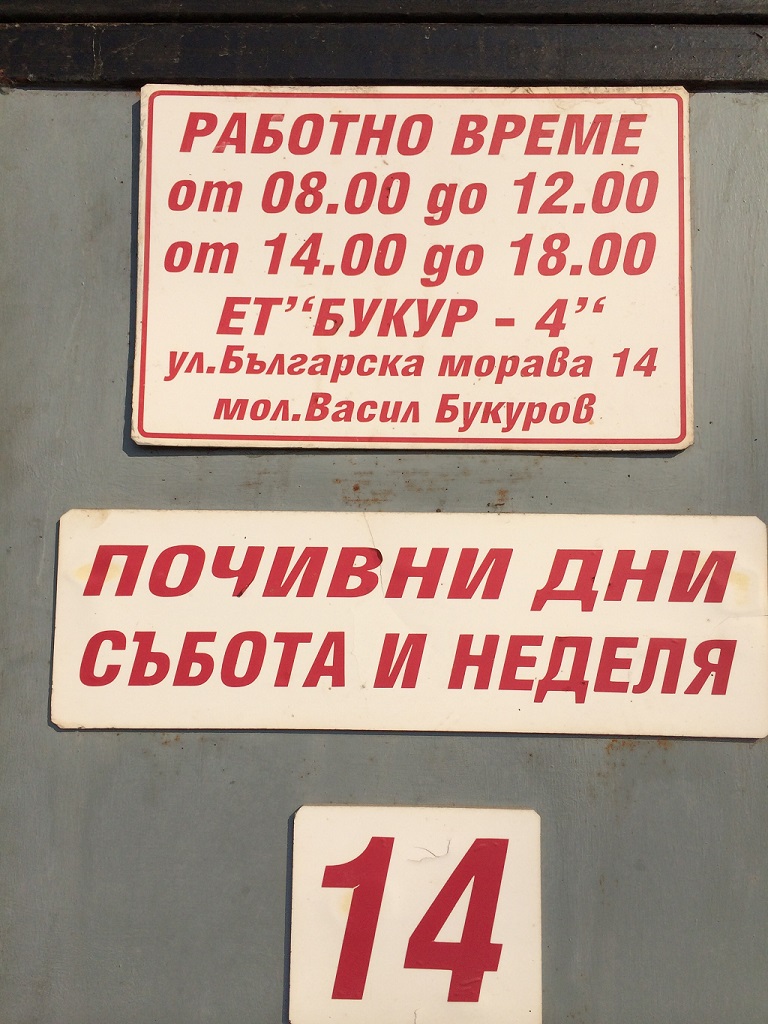 РАБОТНО ВРЕМЕ
от 08.00 до 12.00
от 14.00 до 18.00
ЕТ"“БУКУР - 4"“
ул.Българска морава 14
мол.Васил Букуров
ПОЧИВНИ ДНИ
СЪБОТА И НЕДЕЛЯ
14